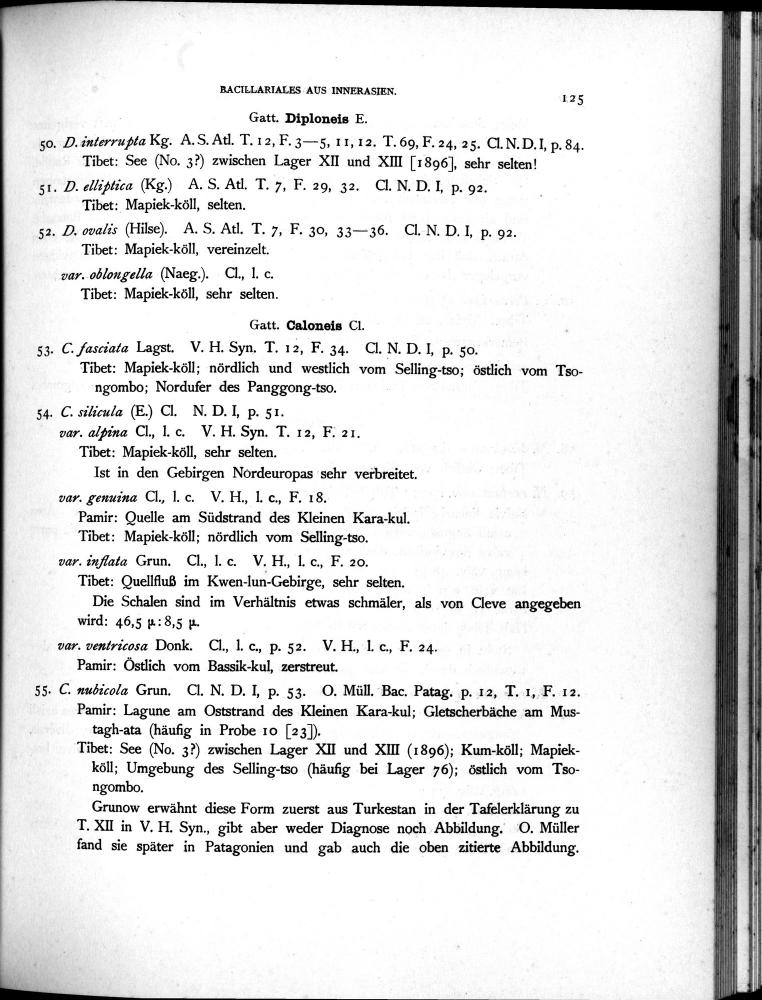 BACILLARIALES AUS INNERASIEN.
125
Gatt. Diploneis E.
50. D. interrupta Kg. A. S. Atl. T. 12, F. 3—5, 11, 12. T. 69, F. 24, 25. Cl. N. D. I, p. 84.
Tibet: See (No. 3?) zwischen Lager XII und XIII [1896], sehr selten!
51. D. elliptica (Kg.) A. S. Atl. T. 7, F. 29, 32. Cl. N. D. I, p. 92.
Tibet: Mapiek-köll, selten.
52. D. ovalis (Hilse). A. S. Atl. T. 7, F. 30, 33—36. Cl. N. D. I, p. 92.
Tibet: Mapiek-köll, vereinzelt.
var. oblongella (Naeg.). Cl., l. c.
Tibet: Mapiek-köll, sehr selten.
Gatt. Caloneis Cl.
53. C. fasciata Lagst. V. H. Syn. T. 12, F. 34. Cl. N. D. I, p. 50.
Tibet: Mapiek-köll; nördlich und westlich vom Selling-tso; östlich vom Tso-
ngombo; Nordufer des Panggong-tso.
54. C. silicula (E.) Cl. N. D. I, p. 51.
var. alpina Cl., l. c. V. H. Syn. T. 12, F. 21.
Tibet: Mapiek-köll, sehr selten.
Ist in den Gebirgen Nordeuropas sehr verbreitet.
var. genuina Cl., l. c. V. H., l. c., F. 18.
Pamir: Quelle am Südstrand des Kleinen Kara-kul.
Tibet: Mapiek-köll; nördlich vom Selling-tso.
var. inflata Grun. Cl., l. c. V. H., l. c., F. 20.
Tibet: Quellfluß im Kwen-lun-Gebirge, sehr selten.
Die Schalen sind im Verhältnis etwas schmäler, als von Cleve angegeben
wird: 46,5 μ.: 8,5 μ.
var. ventricosa Donk. Cl., l. c., p. 52. V. H., l. c., F. 24.
Pamir: Östlich vom Bassik-kul, zerstreut.
55. C. nubicola Grun. Cl. N. D. I, p. 53. O. Müll. Bac. Patag. p. 12, T. 1, F. 12.
Pamir: Lagune am Oststrand des Kleinen Kara-kul; Gletscherbäche am Mus-
tagh-ata (häufig in Probe 10 [23]).
Tibet: See (No. 3?) zwischen Lager XII und XIII (1896); Kum-köll; Mapiek-
köll; Umgebung des Selling-tso (häufig bei Lager 76); östlich vom Tso-
ngombo.
Grunow erwähnt diese Form zuerst aus Turkestan in der Tafelerklärung zu
T. XII in V. H. Syn., gibt aber weder Diagnose noch Abbildung. O. Müller
fand sie später in Patagonien und gab auch die oben zitierte Abbildung.